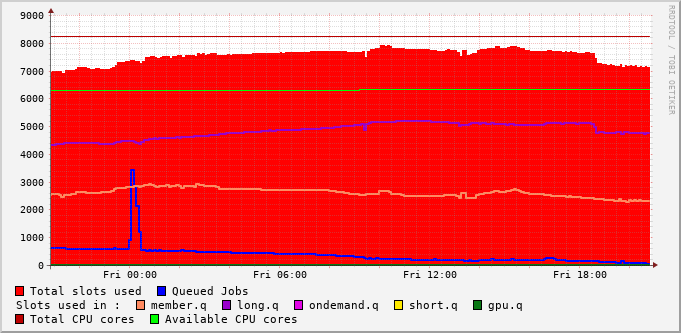 RRDTOOL / TOBI OETIKER
9000
8000
7000
6000
5000
4000
3000
2000
1000
0
Fri 00:00 Fri 06:00 Fri 12:00 Fri 18:00
Total slots used Queued Jobs
Slots used in : member.q long.q ondemand.q short.q gpu.q
Total CPU cores Available CPU cores